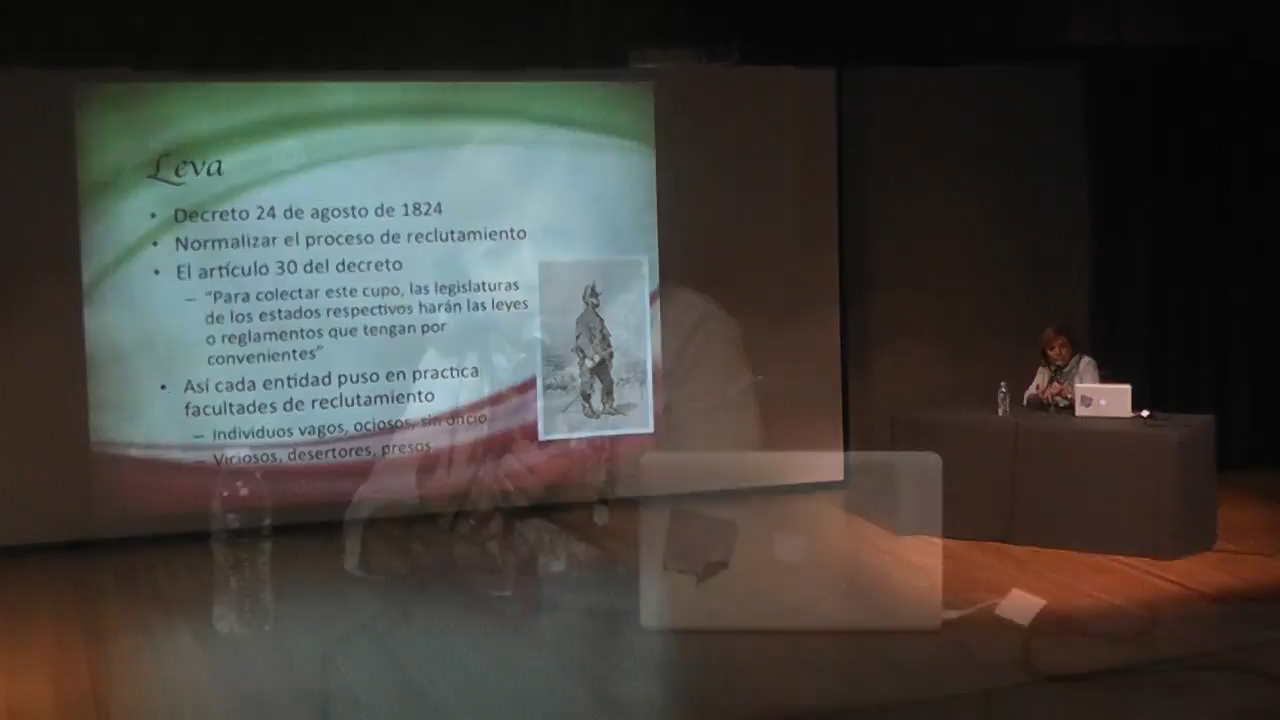 Leva
• Decreto 24 de agosto de 1824
• Normalizar el proceso de reclutamiento
• El artículo 30 del decreto
– "Para colectar este cupo, las legislaturas
de los estados respectivos harán las leyes
o reglamentos que tengan por
convenientes"
• Así cada entidad puso en practica
facultades de reclutamiento
– Individuos vagos, ociosos, sin oficio
– Viciosos, desertores, presos